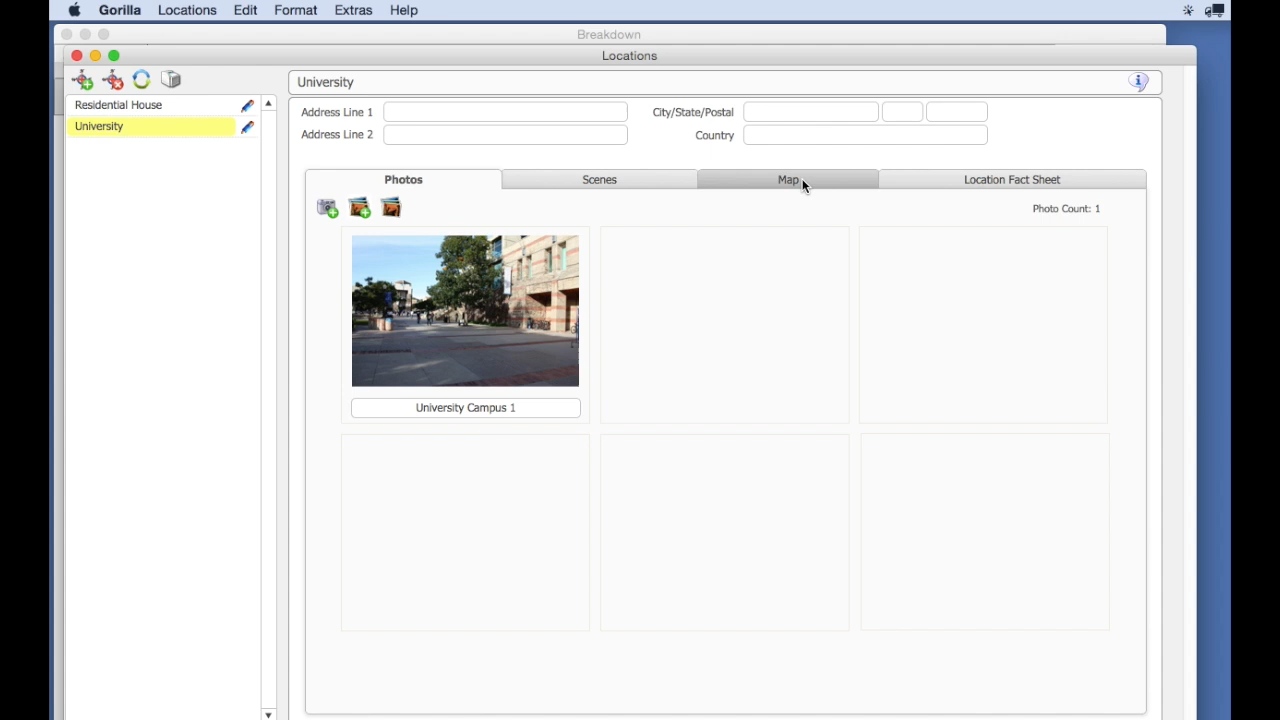 Gorilla Locations Edit Format Extras Help
Breakdown
Locations
University
Residential House
University
Address Line 1
City/State/Postal
Address Line 2
Country
Photos Scenes Map Location Fact Sheet
Photo Count: 1
University Campus 1